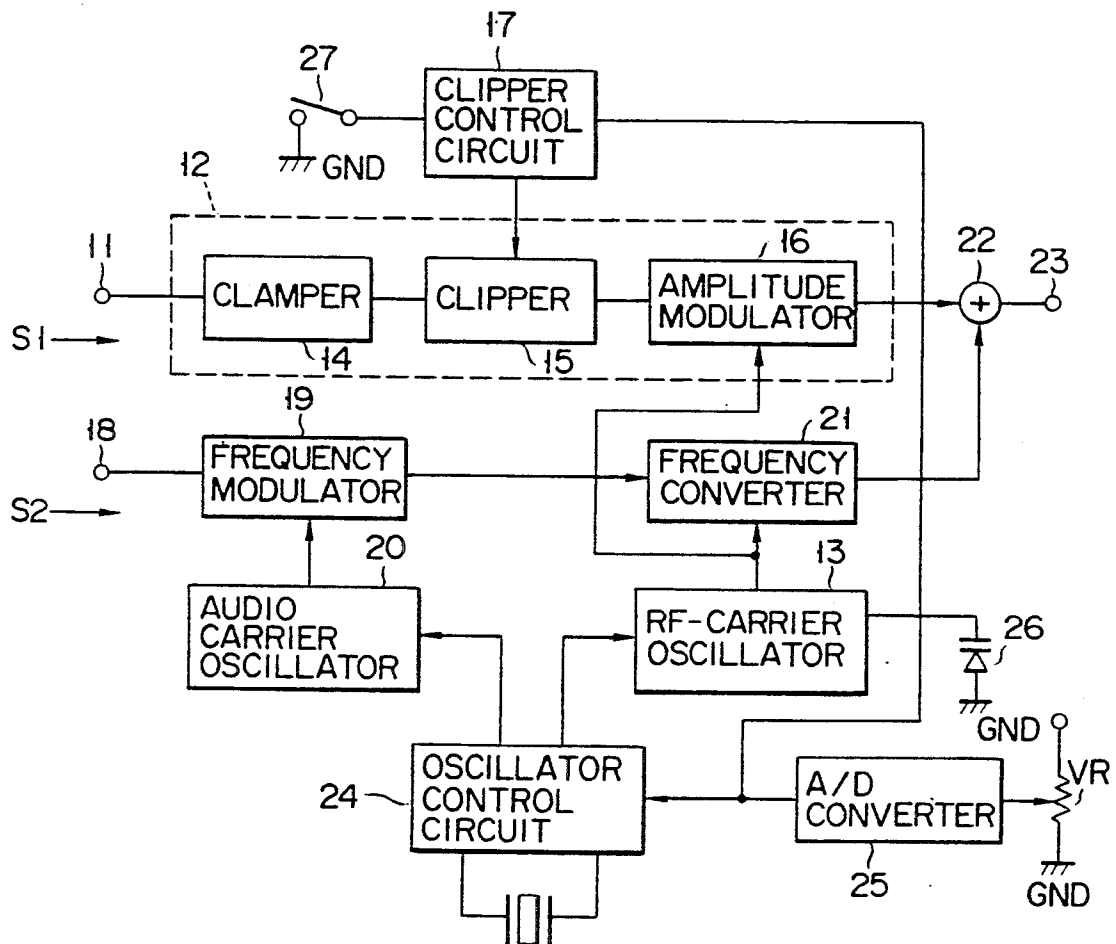 17
27
CLIPPER
CONTROL
CIRCUIT
GND
12
11
16
22
23
CLAMPER
CLIPPER
AMPLITUDE
MODULATOR
S1
14
15
19
18
21
FREQUENCY
MODULATOR
FREQUENCY
CONVERTER
S2
20
13
AUDIO
CARRIER
OSCILLATOR
RF-CARRIER
OSCILLATOR
26
GND
24
OSCILLATOR
CONTROL
CIRCUIT
A/D
CONVERTER
VR
25
GND